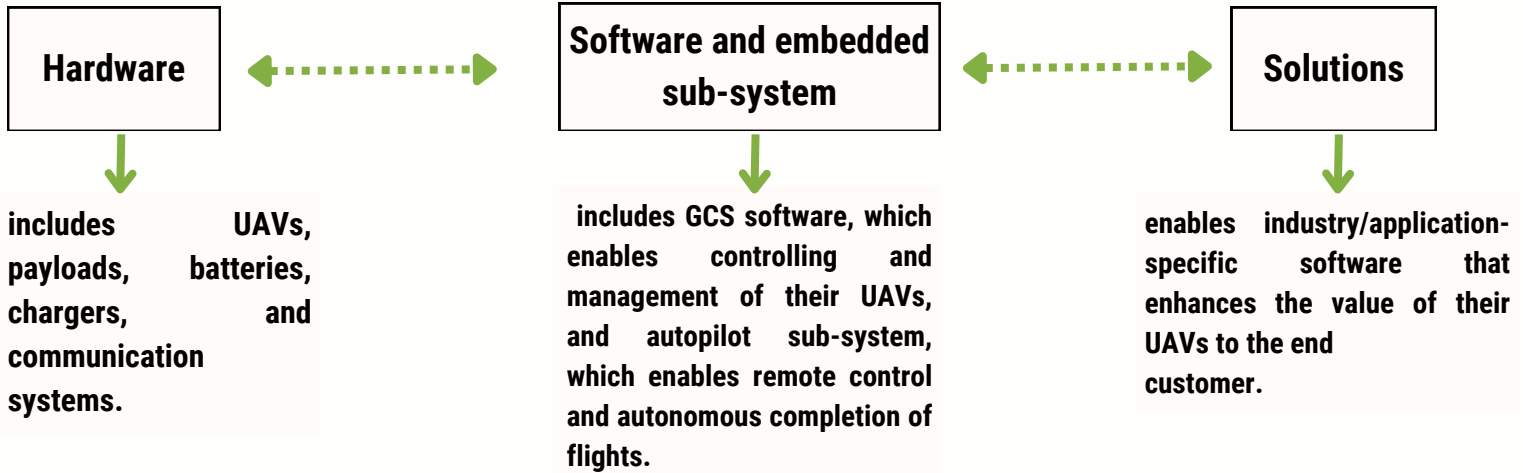 Hardware
Software and embedded
sub-system
Solutions
includes UAVs,
payloads, batteries,
chargers, and
communication
systems.
includes GCS software, which
enables controlling and
management of their UAVs,
and autopilot sub-system,
which enables remote control
and autonomous completion of
flights.
enables industry/application-
specific software that
enhances the value of their
UAVs to the end
customer.